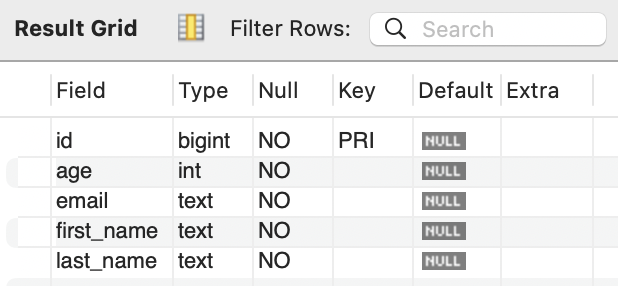 Result Grid Filter Rows: Search
Field Type Null Key Default Extra
id bigint NO PRI NULL
age int NO NULL
email text NO NULL
first_name text NO NULL
last_name text NO NULL